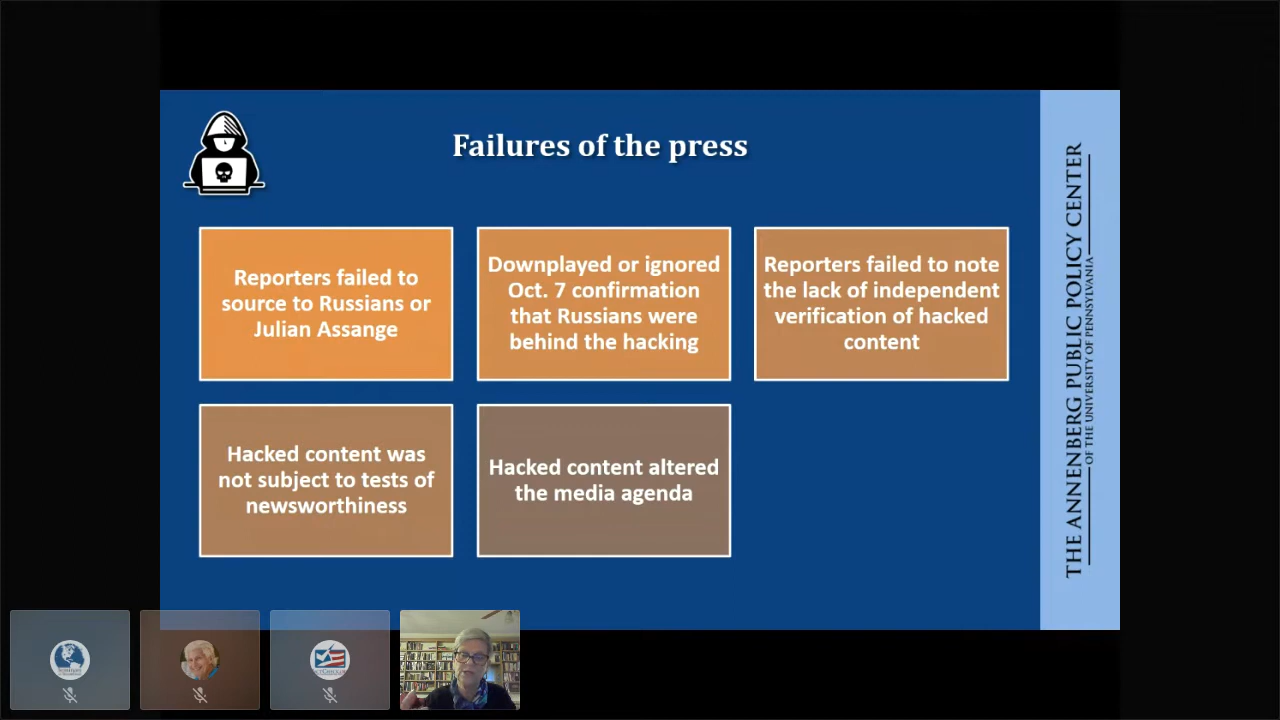 Failures of the press
Reporters failed to
source to Russians or
Julian Assange
Downplayed or ignored
Oct. 7 confirmation
that Russians were
behind the hacking
Reporters failed to note
the lack of independent
verification of hacked
content
Hacked content was
not subject to tests of
newsworthiness
Hacked content altered
the media agenda
THE ANNENBERG PUBLIC POLICY CENTER
OF THE UNIVERSITY OF PENNSYLVANIA